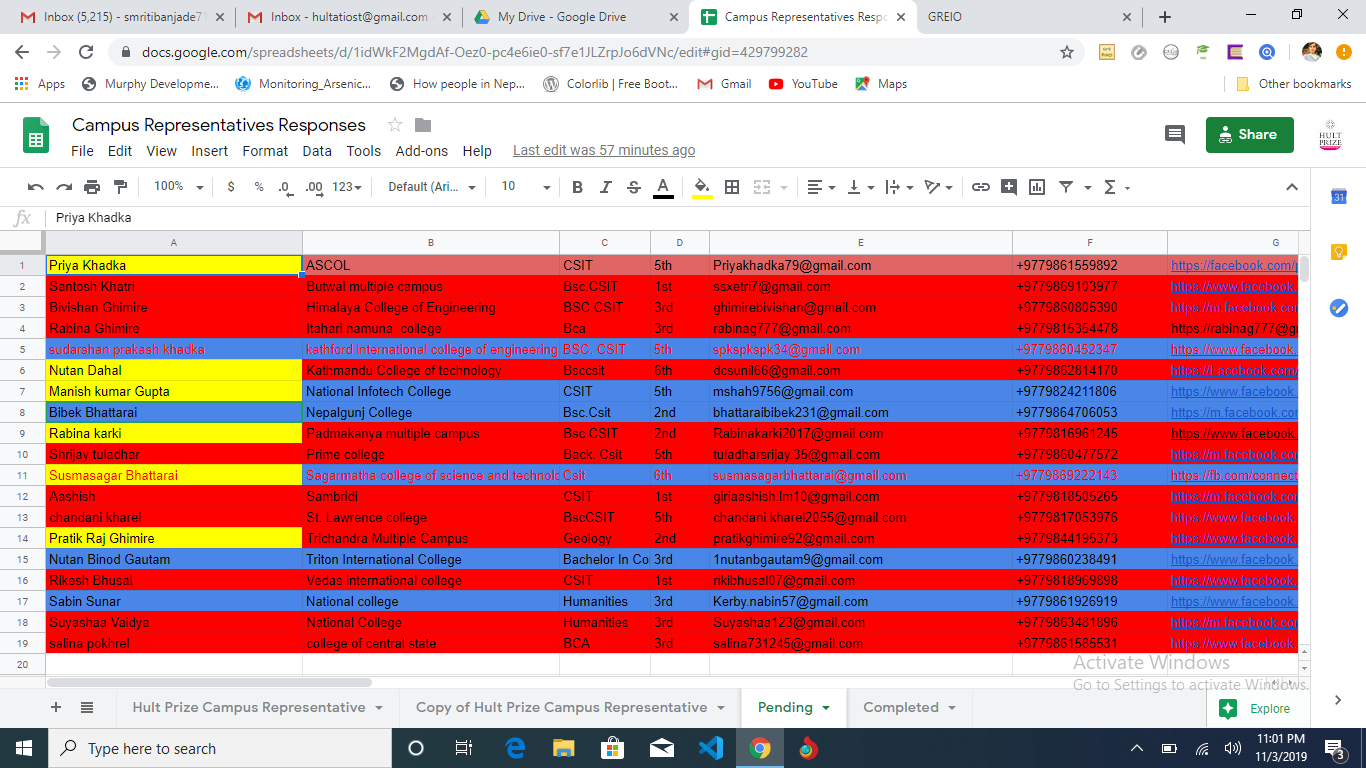 Inbox (5,215) - smritibanjade7
Inbox - hultatiost@gmail.com
My Drive - Google Drive
Campus Representatives Respo
GREIO
docs.google.com/spreadsheets/d/1idWkF2MgdAf-Oez0-pc4e6ie0-sf7e1JLZrpJo6dVNc/edit#gid=429799282
Apps Murphy Developme... Monitoring_Arsenic... How people in Nep... Colorlib | Free Boot... Gmail YouTube Maps Other bookmarks
Campus Representatives Responses
File Edit View Insert Format Data Tools Add-ons Help Last edit was 57 minutes ago
Share
HULT PRIZE
100% $ % .0 .00 123 Default (Ari... 10 B I S A Σ
31
fx Priya Khadka
A B C D E F G
1 Priya Khadka ASCOL CSIT 5th Priyakhadka79@gmail.com +9779861559892 https://facebook.com/
2 Santosh Khatri Butwal multiple campus Bsc.CSIT 1st ssxetri7@gmail.com +9779869103977 https://www.facebook.
3 Bivishan Ghimire Himalaya College of Engineering BSC.CSIT 3rd ghimirebivishan@gmail.com +9779860805390 https://m.facebook.co
4 Rabina Ghimire Itahari namuna college Bca 3rd rabinag777@gmail.com +9779815354478 https://rabinag777@g
5 sudarshan prakash khadka kathford international college of engineering BSC. CSIT 5th spkspkspk34@gmail.com +9779860452347 https://www.facebook.
6 Nutan Dahal Kathmandu College of technology Bsccsit 6th dcsunil66@gmail.com +9779862814170
7 Manish kumar Gupta National Infotech College CSIT 5th mshah9756@gmail.com +9779824211806 https://www.facebook.
8 Bibek Bhattarai Nepalgunj College Bsc.Csit 2nd bhattaraibibek231@gmail.com +9779864706053 https://m.facebook.co
9 Rabina karki Padmakanya multiple campus Bsc.CSIT 2nd Rabinakarki2017@gmail.com +9779816961245 https://www.facebook.
10 Shrijay tuladhar Prime college Back. Csit 5th tuladharsrijay.35@gmail.com +9779860477572 https://m.facebook.co
11 Susmasagar Bhattarai Sagarmatha college of science and technolo Csit 6th susmasagarbhattarai@gmail.com +9779869222143 https://fb.com/connect
12 Aashish Sambridi CSIT 1st giriaashish.lm10@gmail.com +9779818505265 https://m.facebook.co
13 chandani kharel St. Lawrence college BscCSIT 5th chandani.kharel2055@gmail.com +9779817053976 https://www.facebook.
14 Pratik Raj Ghimire Trichandra Multiple Campus Geology 2nd pratikghimire92@gmail.com +9779844195373 https://www.facebook.
15 Nutan Binod Gautam Triton International College Bachelor In Co 3rd 1nutanbgautam9@gmail.com +9779860238491 https://www.facebook.
16 Rikesh Bhusal Vedas international college CSIT 1st rikibhusal07@gmail.com +9779818969898 https://www.facebook.
17 Sabin Sunar National college Humanities 3rd Kerby.nabin57@gmail.com +9779861926919 https://www.facebook.
18 Suyashaa Vaidya National College Humanities 3rd Suyashaa123@gmail.com +9779863481896 https://m.facebook.co
19 salina pokhrel college of central state BCA 3rd salina731245@gmail.com +9779861585531 https://www.facebook.
20
Activate Windows
Go to Settings to activate Windows.
Hult Prize Campus Representative Copy of Hult Prize Campus Representative Pending Completed Explore
Type here to search
11:01 PM
11/3/2019
3